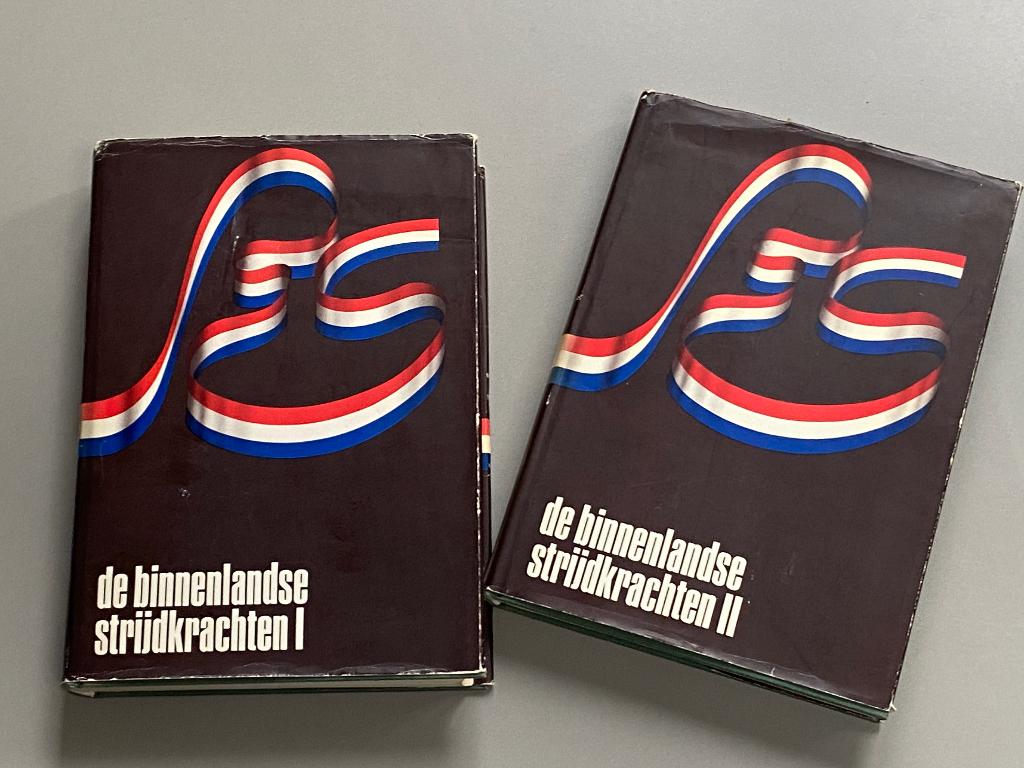 de binnenlandse
strijdkrachten I
de binnenlandse
strijdkrachten II